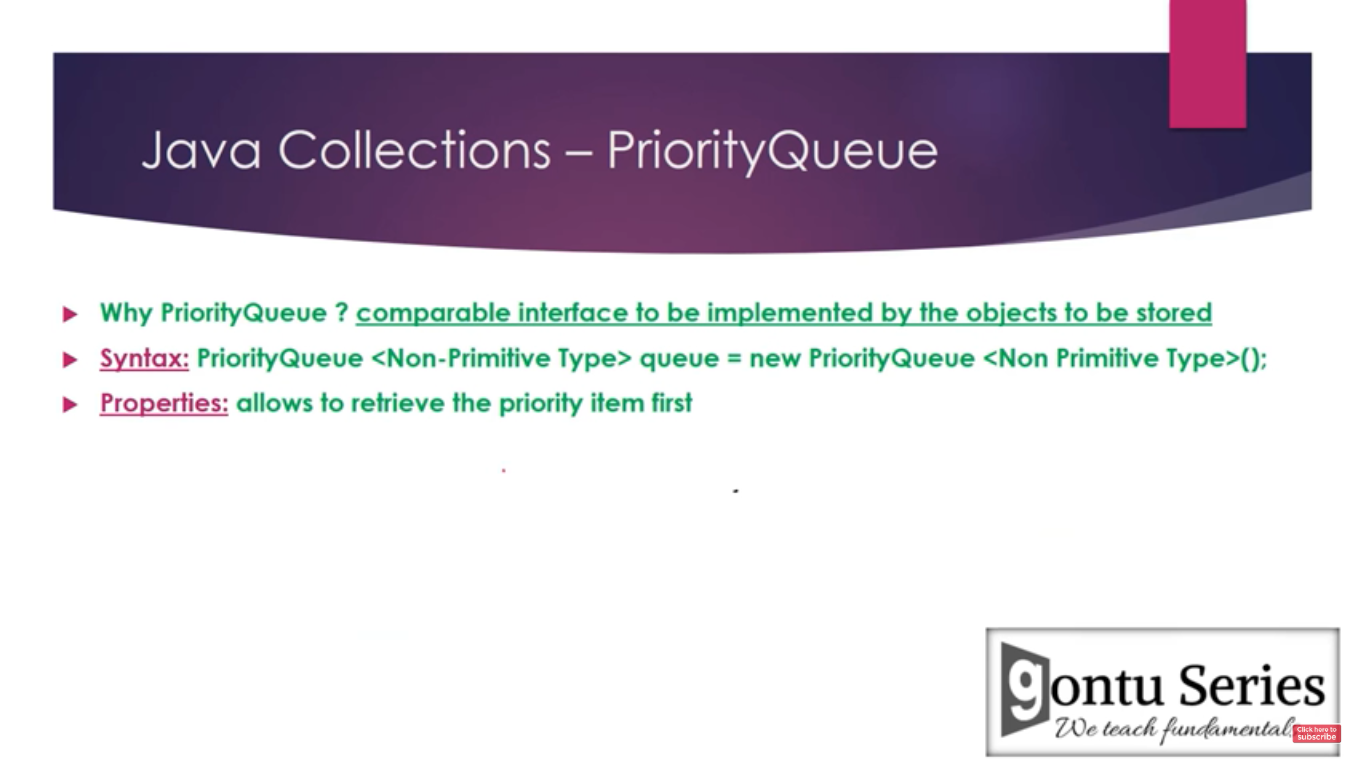 Java Collections – PriorityQueue
Why PriorityQueue ? comparable interface to be implemented by the objects to be stored
Syntax: PriorityQueue <Non-Primitive Type> queue = new PriorityQueue <Non Primitive Type>();
Properties: allows to retrieve the priority item first
gontu Series
We teach fundamental
Click here to
subscribe